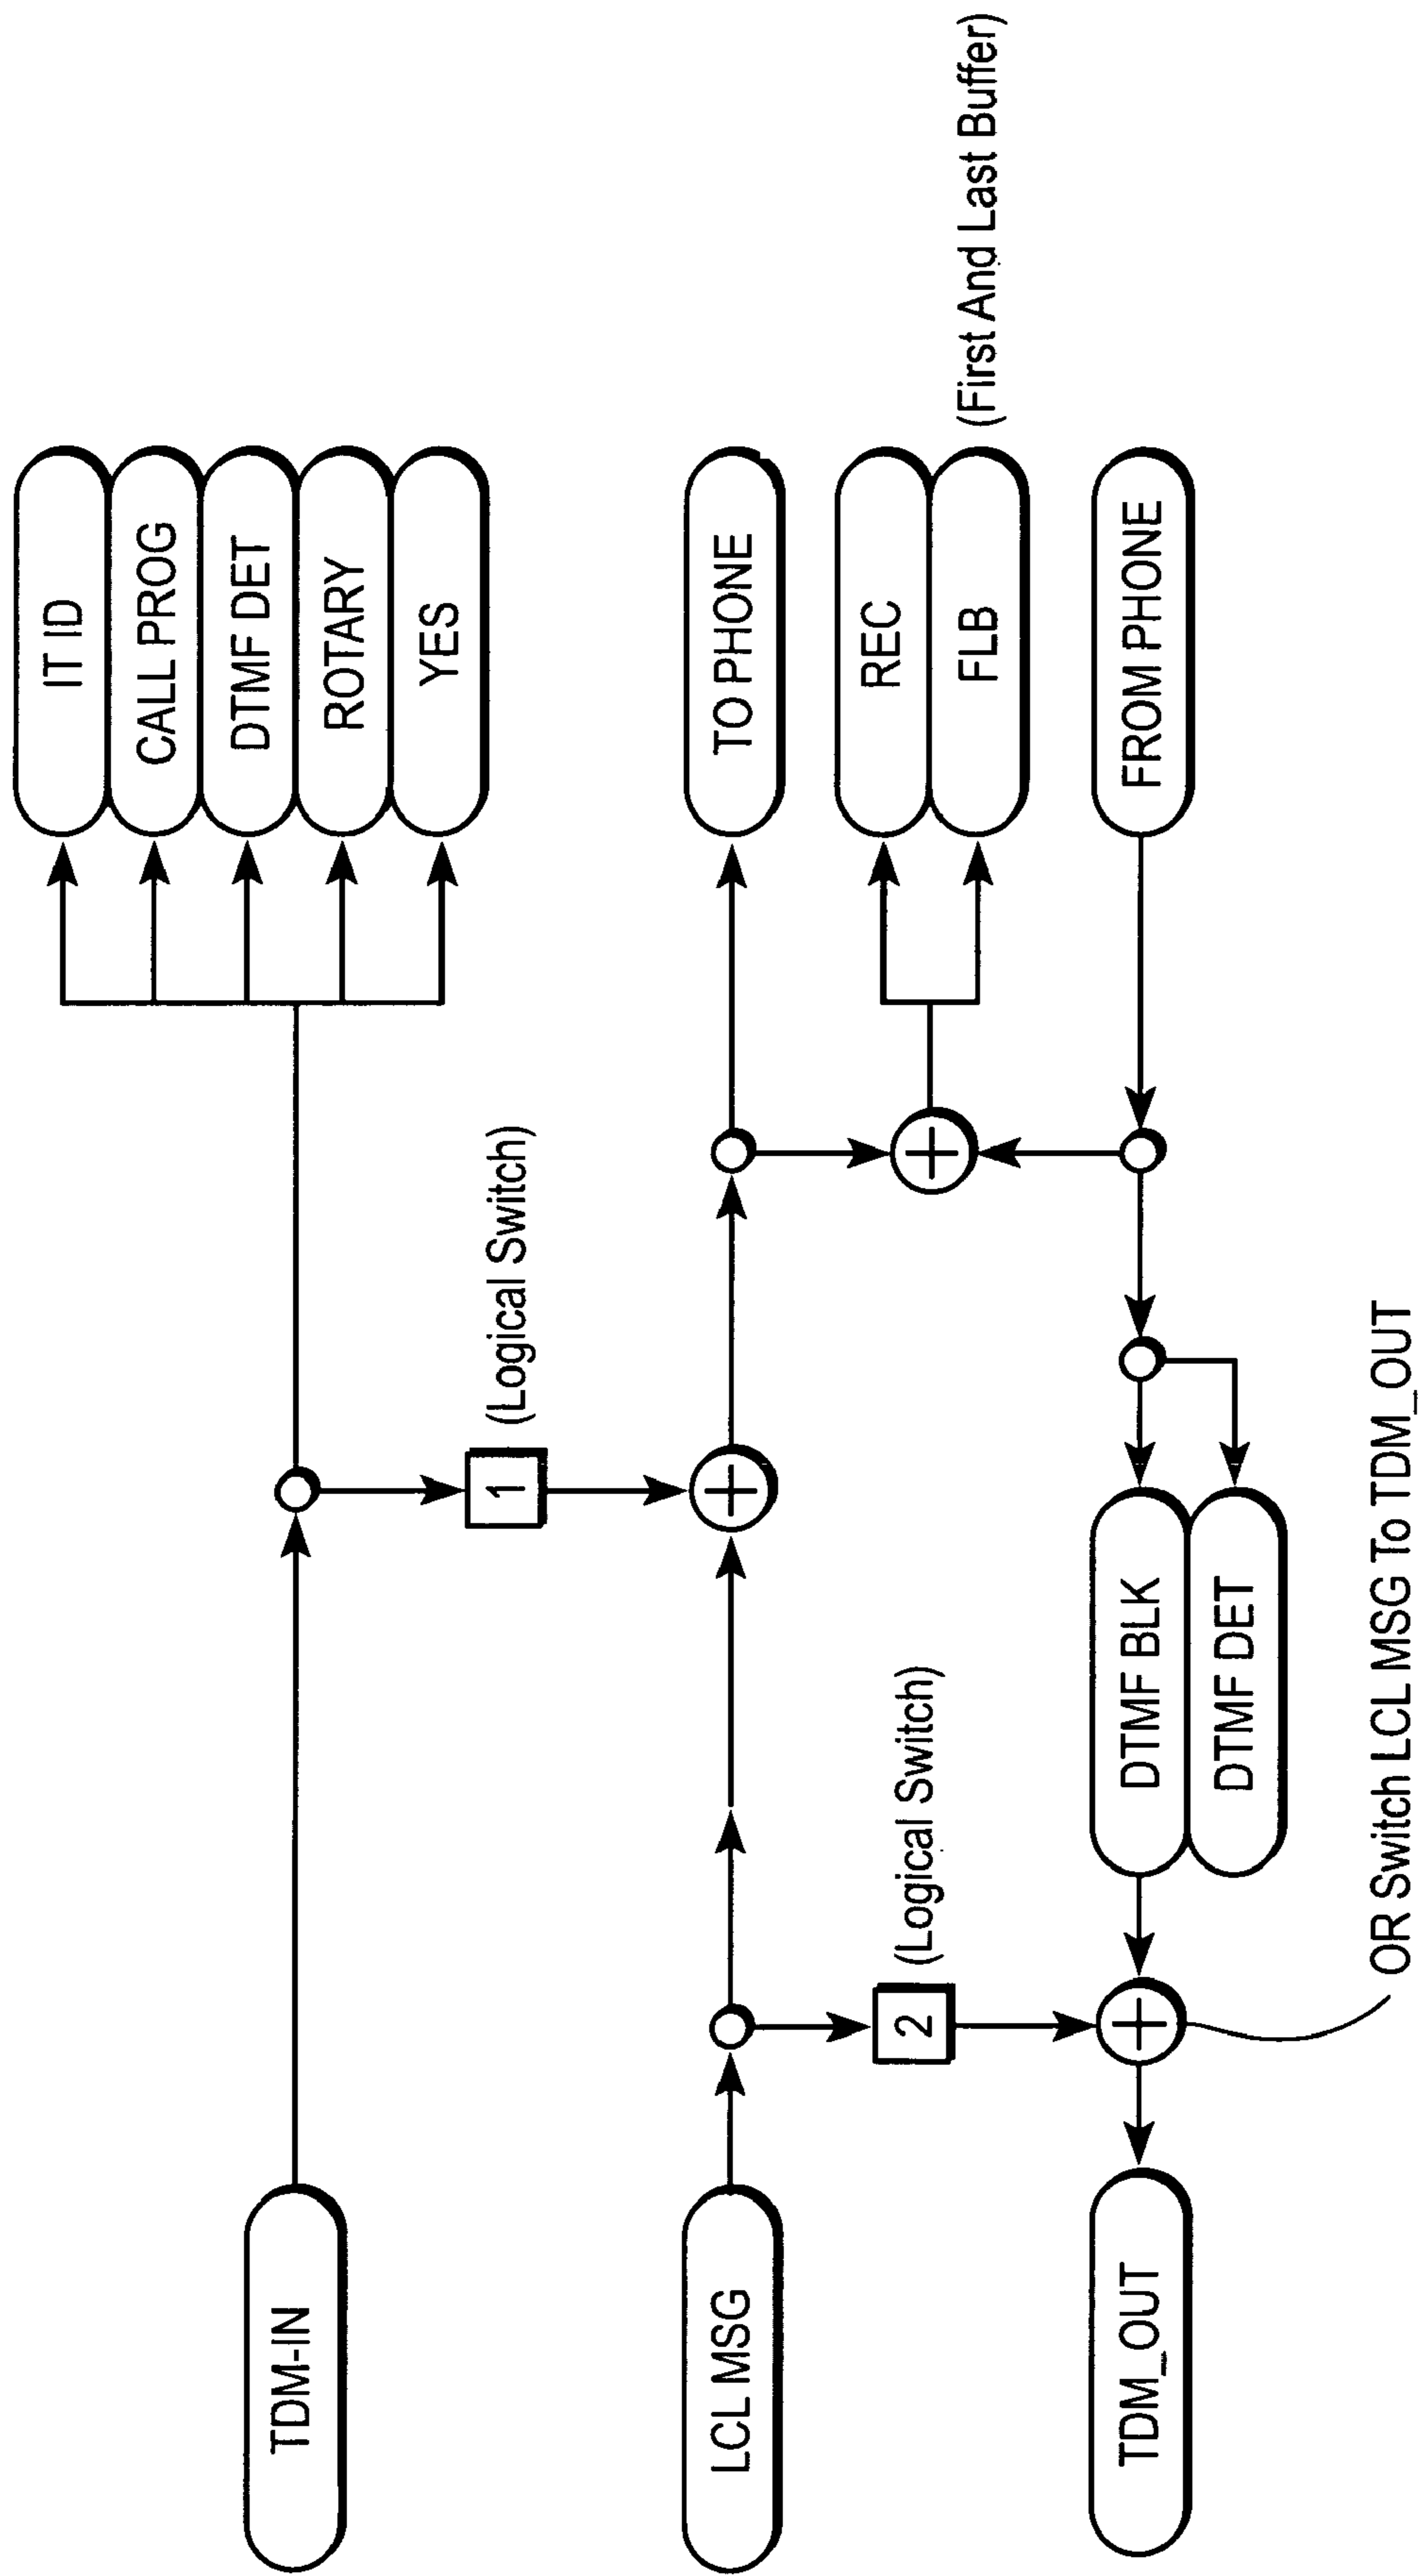 TDM-IN
IT ID
CALL PROG
DTMF DET
ROTARY
YES
1
(Logical Switch)
LCL MSG
TO PHONE
2
(Logical Switch)
REC
FLB
(First And Last Buffer)
TDM_OUT
DTMF BLK
DTMF DET
FROM PHONE
OR Switch LCL MSG To TDM_OUT